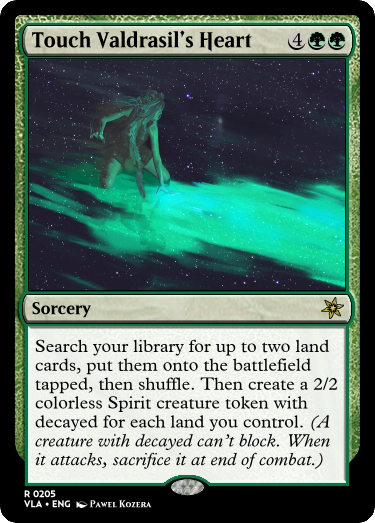 Touch Valdrasil's Heart 4
Sorcery
Search your library for up to two land
cards, put them onto the battlefield
tapped, then shuffle. Then create a 2/2
colorless Spirit creature token with
decayed for each land you control. (A
creature with decayed can't block. When
it attacks, sacrifice it at end of combat.)
R 0205
VLA • ENG Pawel Kozera